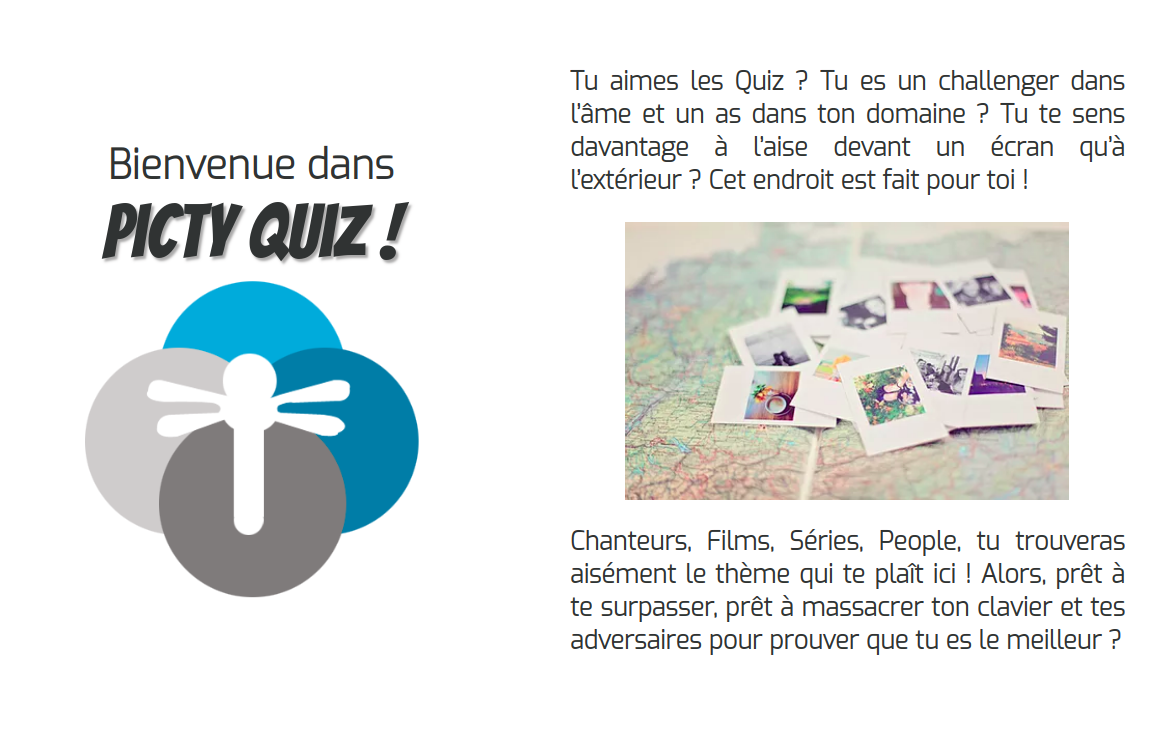 Bienvenue dans
PICTY QUIZ !
Tu aimes les Quiz ? Tu es un challenger dans
l'âme et un as dans ton domaine ? Tu te sens
davantage à l'aise devant un écran qu'à
l'extérieur ? Cet endroit est fait pour toi !
Chanteurs, Films, Séries, People, tu trouveras
aisément le thème qui te plaît ici ! Alors, prêt à
te surpasser, prêt à massacrer ton clavier et tes
adversaires pour prouver que tu es le meilleur ?